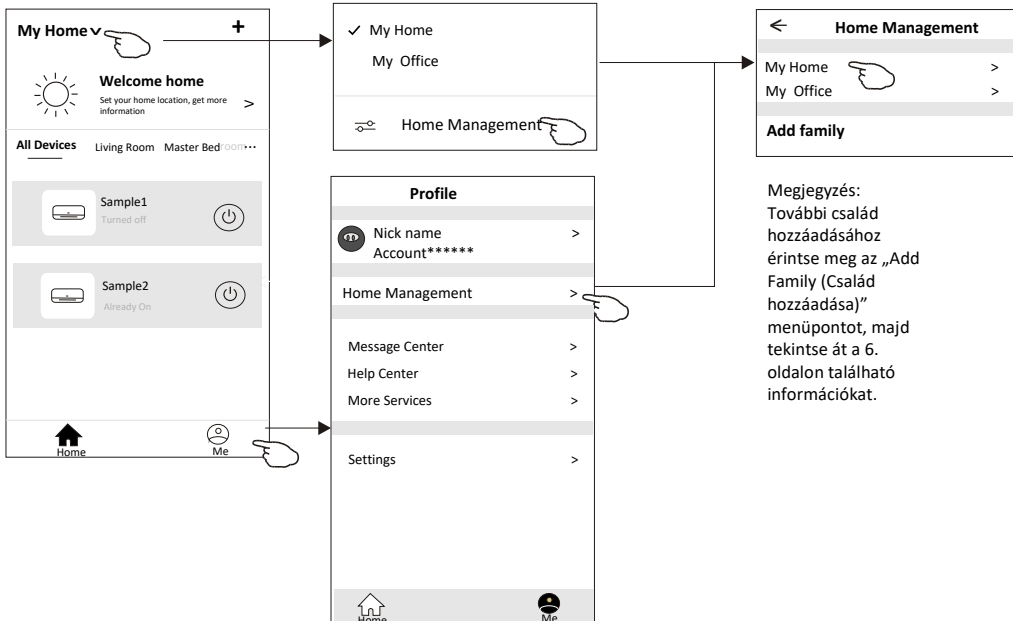 My Home
+
Welcome home
Set your home location, get more
information
>
All Devices
Living Room
Master Bedroom...
Sample1
Turned off
Sample2
Already On
Home
Me
✓ My Home
My Office
Home Management
Profile
Nick name
>
Account******
Home Management
>
Message Center
>
Help Center
>
More Services
>
Settings
>
Home
Me
← Home Management
My Home
>
My Office
>
Add family
Megjegyzés:
További család
hozzáadásához
érintse meg az „Add
Family (Család
hozzáadása)”
menüpontot, majd
tekintse át a 6.
oldalon található
információkat.